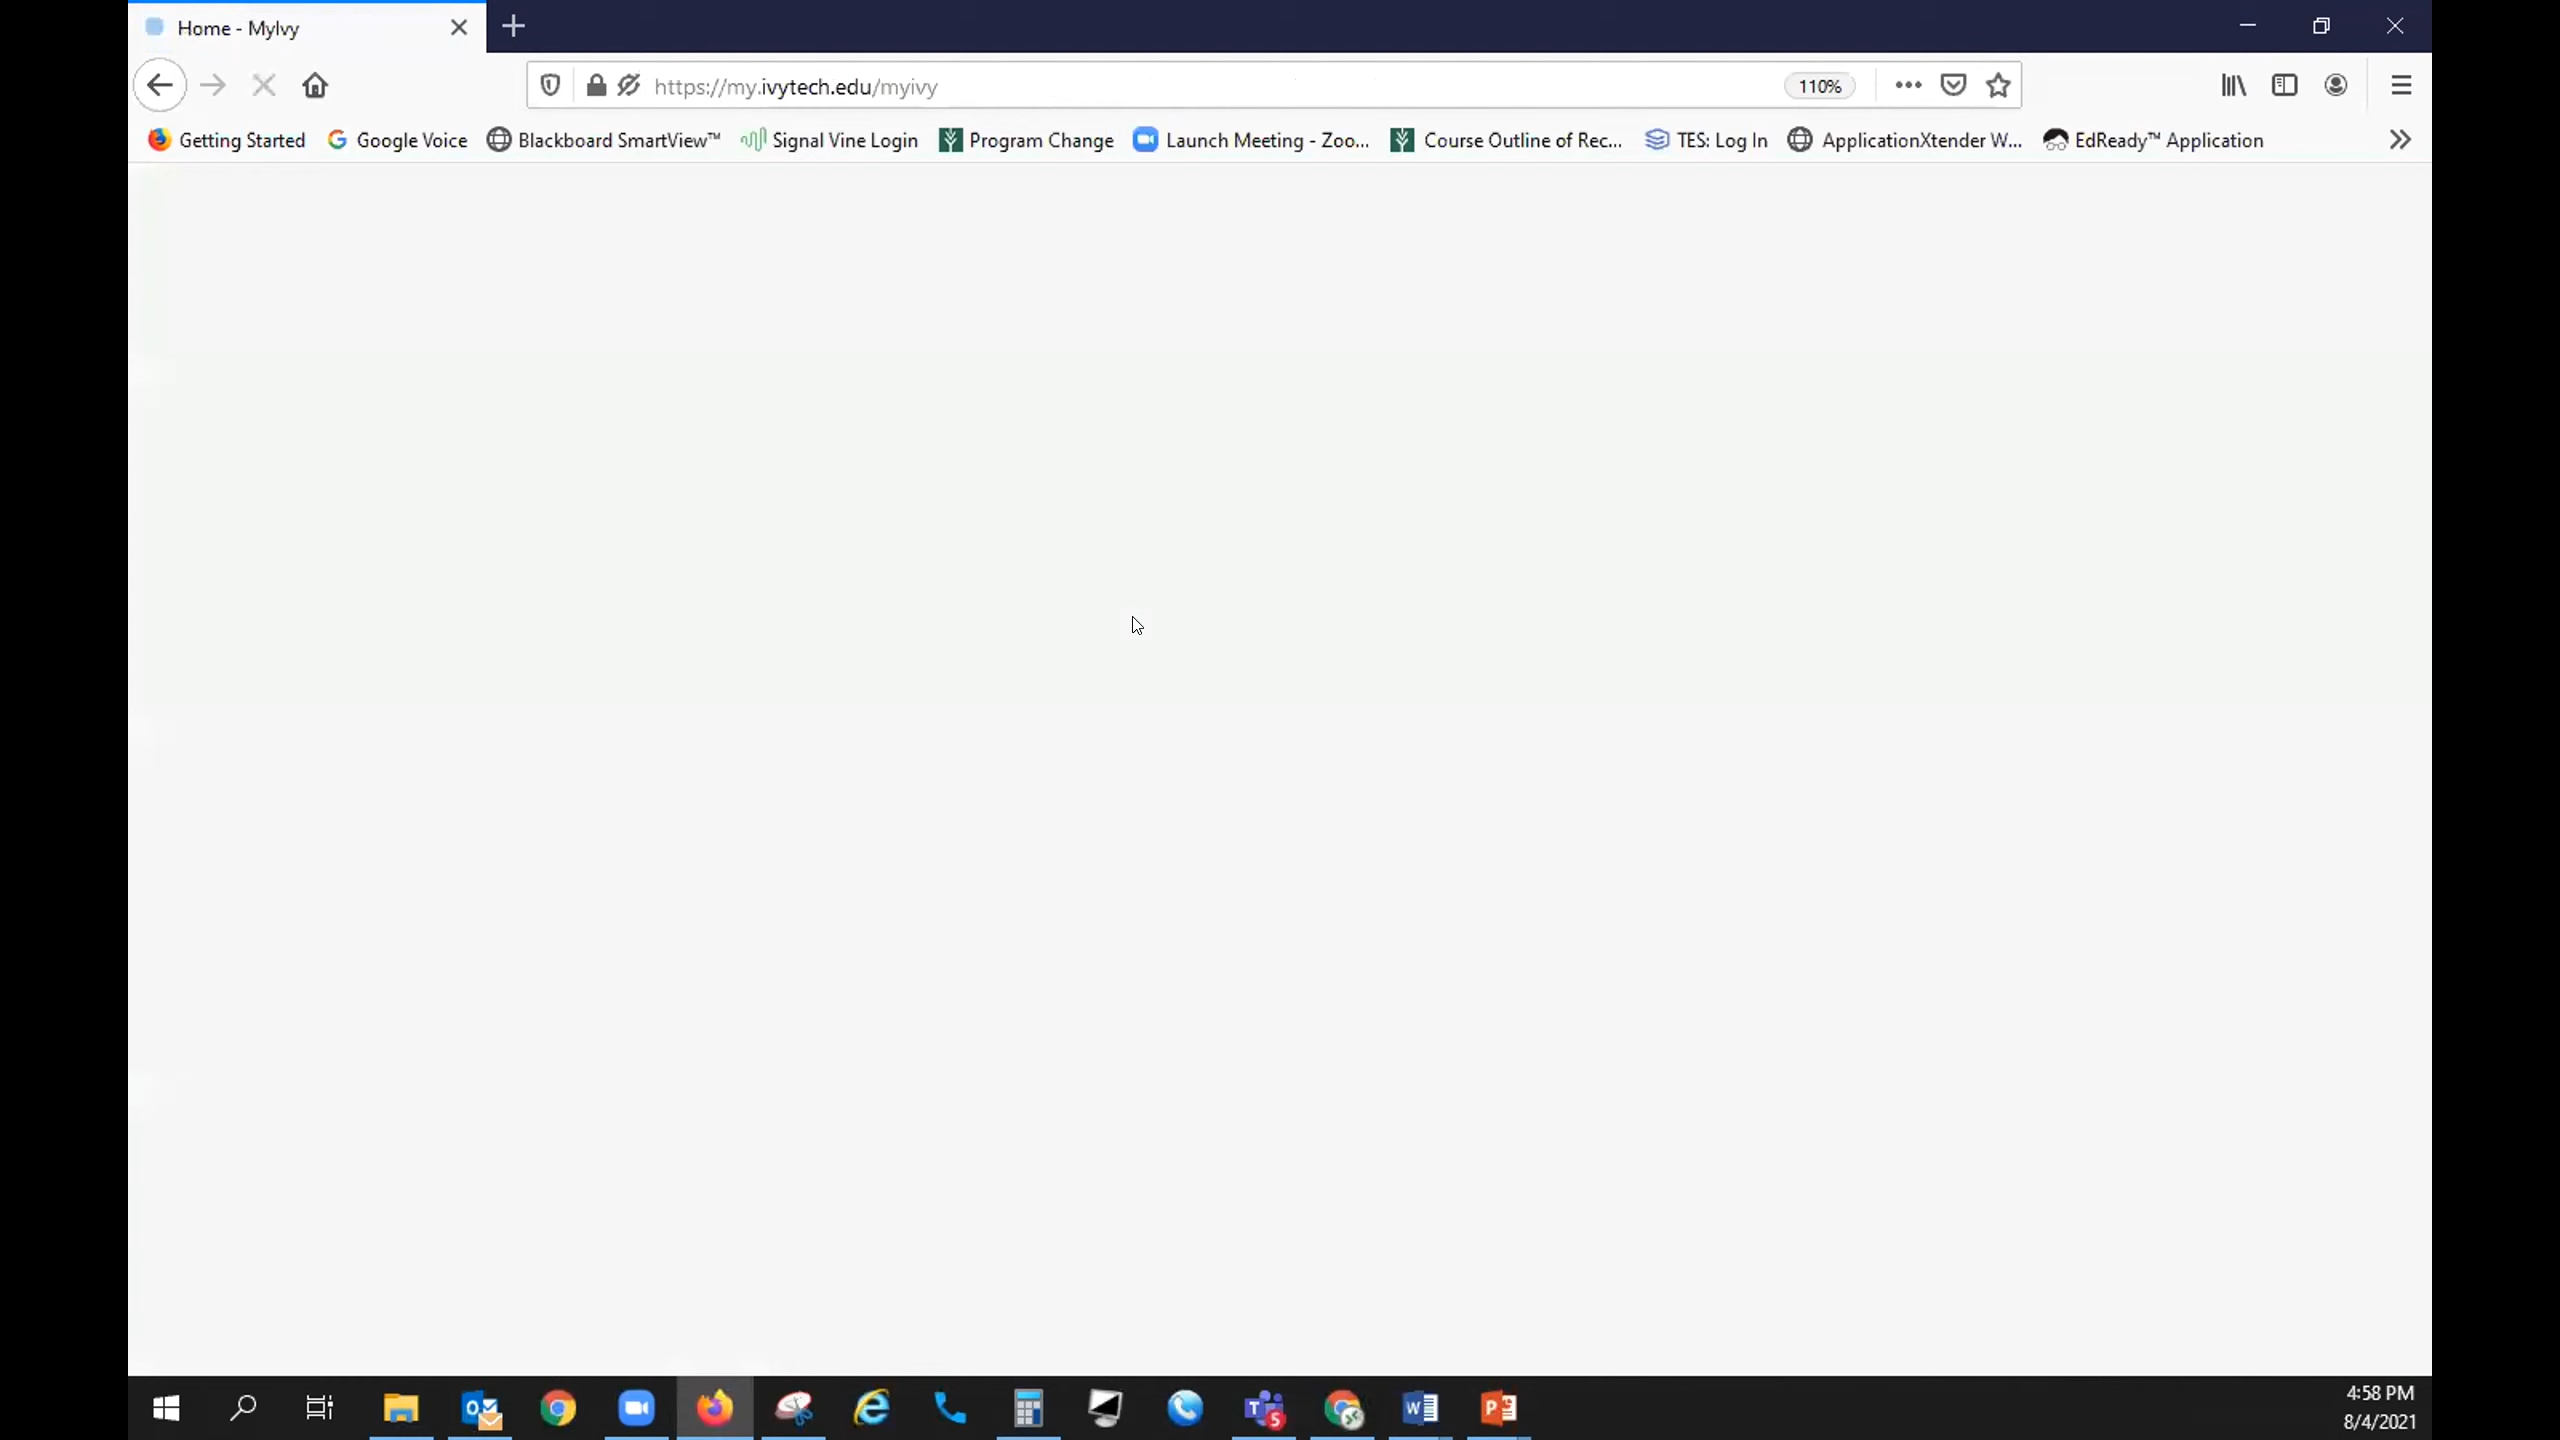 Home - MyIvy
https://my.ivytech.edu/myivy
110%
Getting Started
Google Voice
Blackboard SmartView™
Signal Vine Login
Program Change
Launch Meeting - Zoo...
Course Outline of Rec...
TES: Log In
ApplicationXtender W...
EdReady™ Application
4:58 PM
8/4/2021